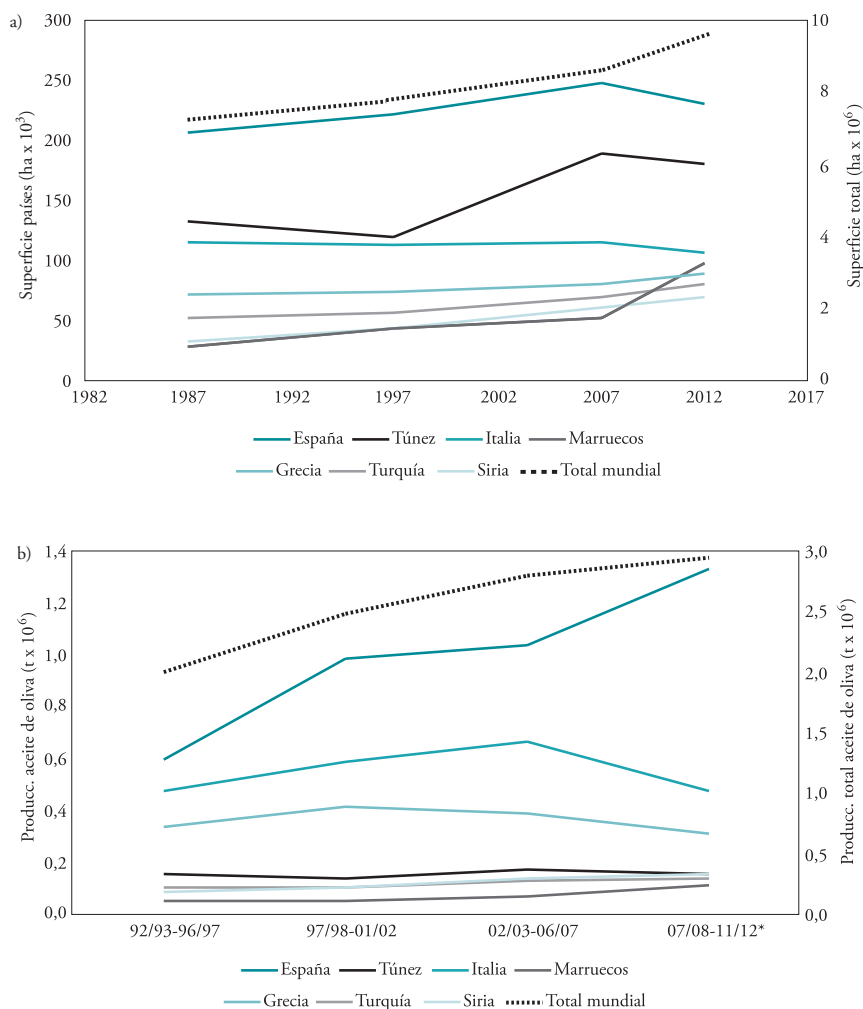 a)
300
250
200
150
100
50
0
Superficie países (ha x 10³)
10
8
6
4
2
0
Superficie total (ha x 10⁶)
1982 1987 1992 1997 2002 2007 2012 2017
España Túnez Italia Marruecos
Grecia Turquía Siria Total mundial
b)
1,4
1,2
1,0
0,8
0,6
0,4
0,2
0,0
Producc. aceite de oliva (t x 10⁶)
3,0
2,5
2,0
1,5
1,0
0,5
0,0
Producc. total aceite de oliva (t x 10⁶)
92/93-96/97 97/98-01/02 02/03-06/07 07/08-11/12*
España Túnez Italia Marruecos
Grecia Turquía Siria Total mundial